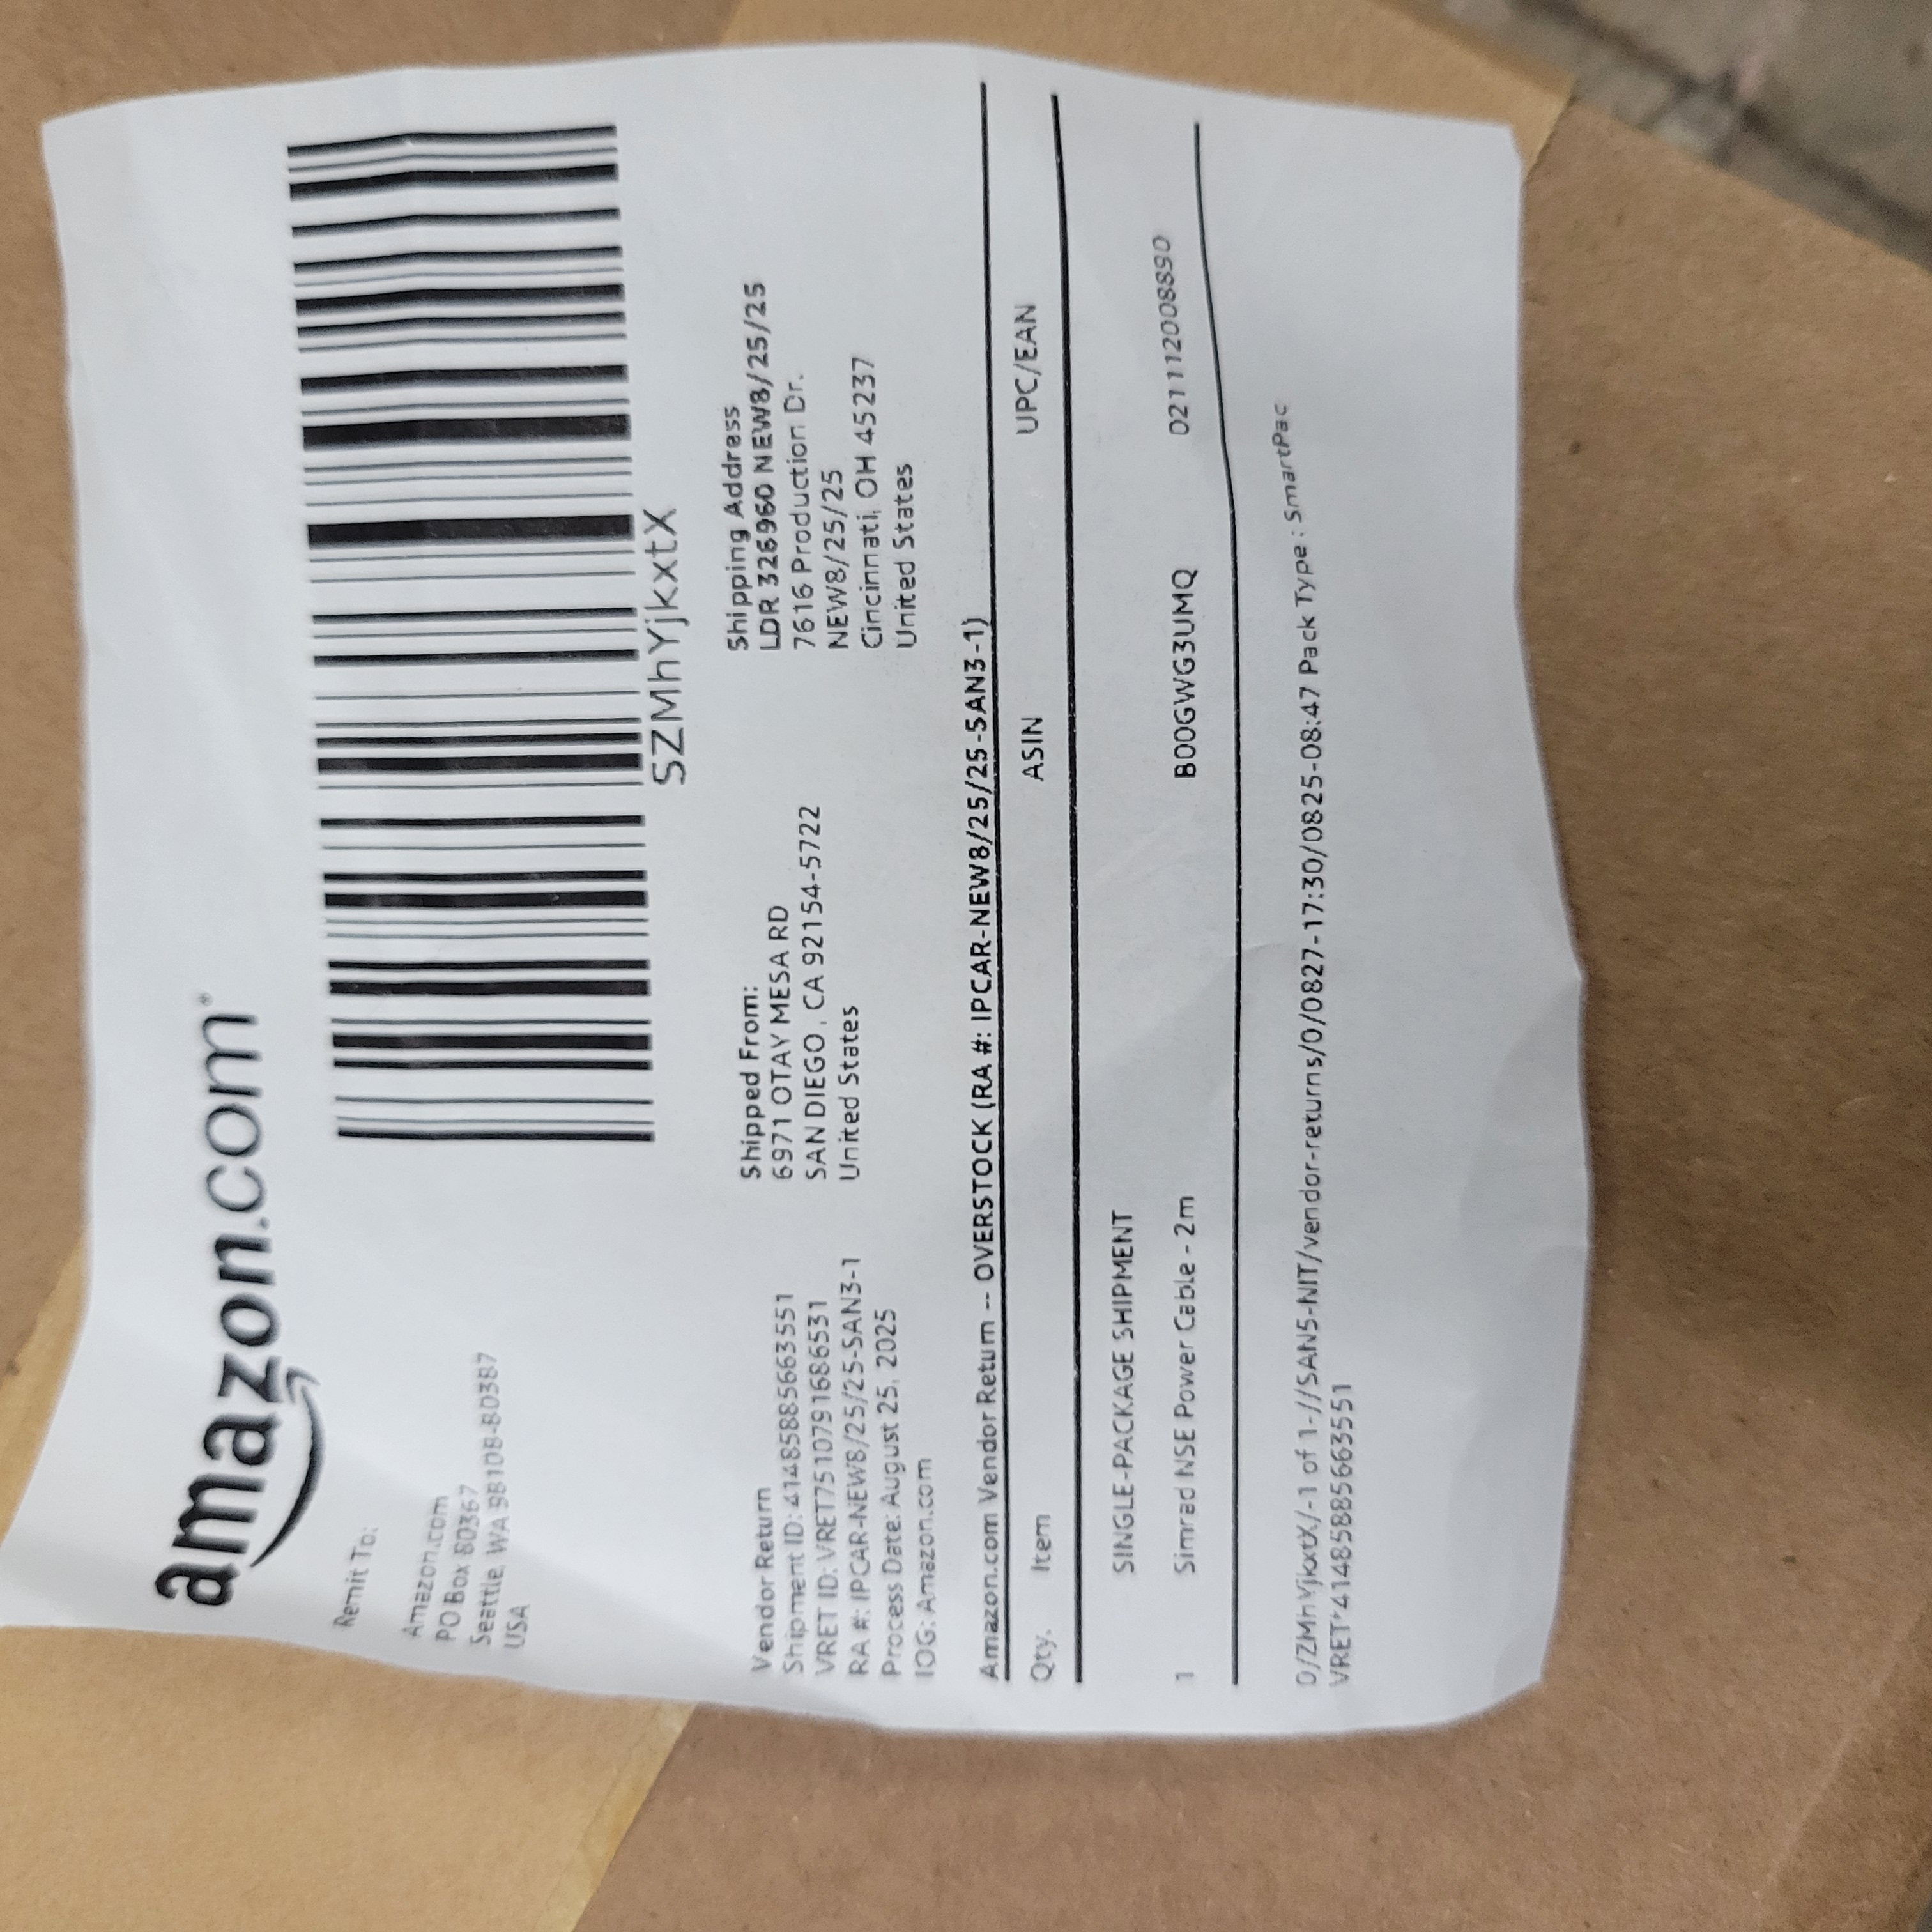 amazon.com
Remit To:
Amazon.com
PO Box 80387
Seattle, WA 98108-80387
USA
SZMhYjkxtX
Vendor Return
Shipment ID: 41485885663551
VRET ID: VRET7510791686531
RA #: IPCAR-NEW8/25/25-SAN3-1
Process Date: August 25, 2025
IOG: Amazon.com
Shipped From:
6971 OTAY MESA RD
SAN DIEGO, CA 92154-5722
United States
Shipping Address
LDR 326960 NEW8/25/25
7616 Production Dr.
NEW8/25/25
Cincinnati, OH 45237
United States
Amazon.com Vendor Return -- OVERSTOCK (RA #: IPCAR-NEW8/25/25-SAN3-1)
Qty. Item ASIN UPC/EAN
SINGLE-PACKAGE SHIPMENT
1 Simrad NSE Power Cable - 2m B00GWG3UMQ 021112008890
0/ZMhYjkxtX/-1 of 1-//SAN5-NIT/vendor-returns/0/0827-17:30/0825-08:47 Pack Type : SmartPac
VRET*41485885663551